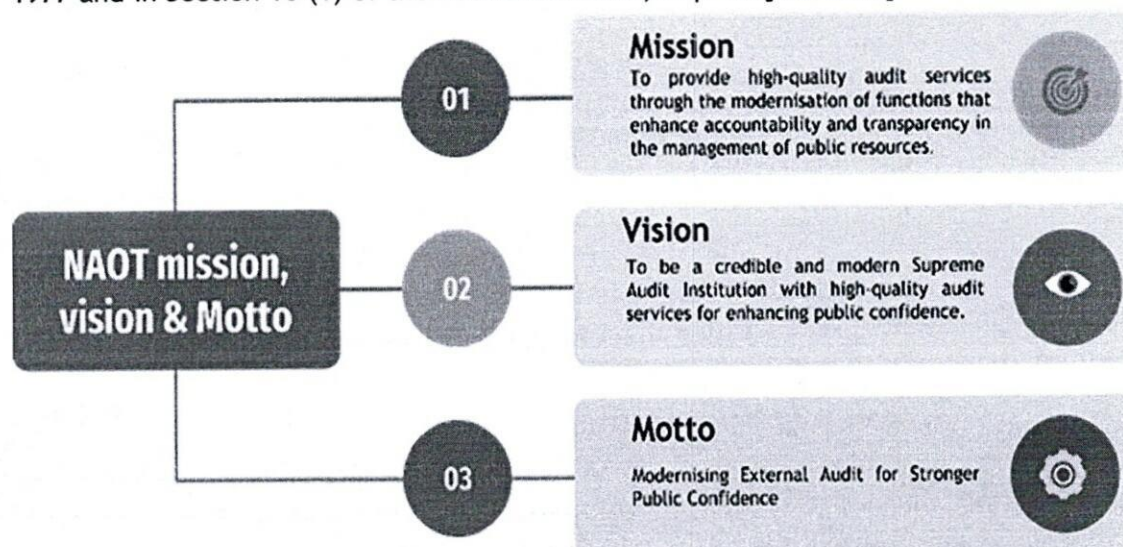 01
Mission
To provide high-quality audit services
through the modernisation of functions that
enhance accountability and transparency in
the management of public resources.
NAOT mission,
vision & Motto
02
Vision
To be a credible and modern Supreme
Audit Institution with high-quality audit
services for enhancing public confidence.
03
Motto
Modernising External Audit for Stronger
Public Confidence